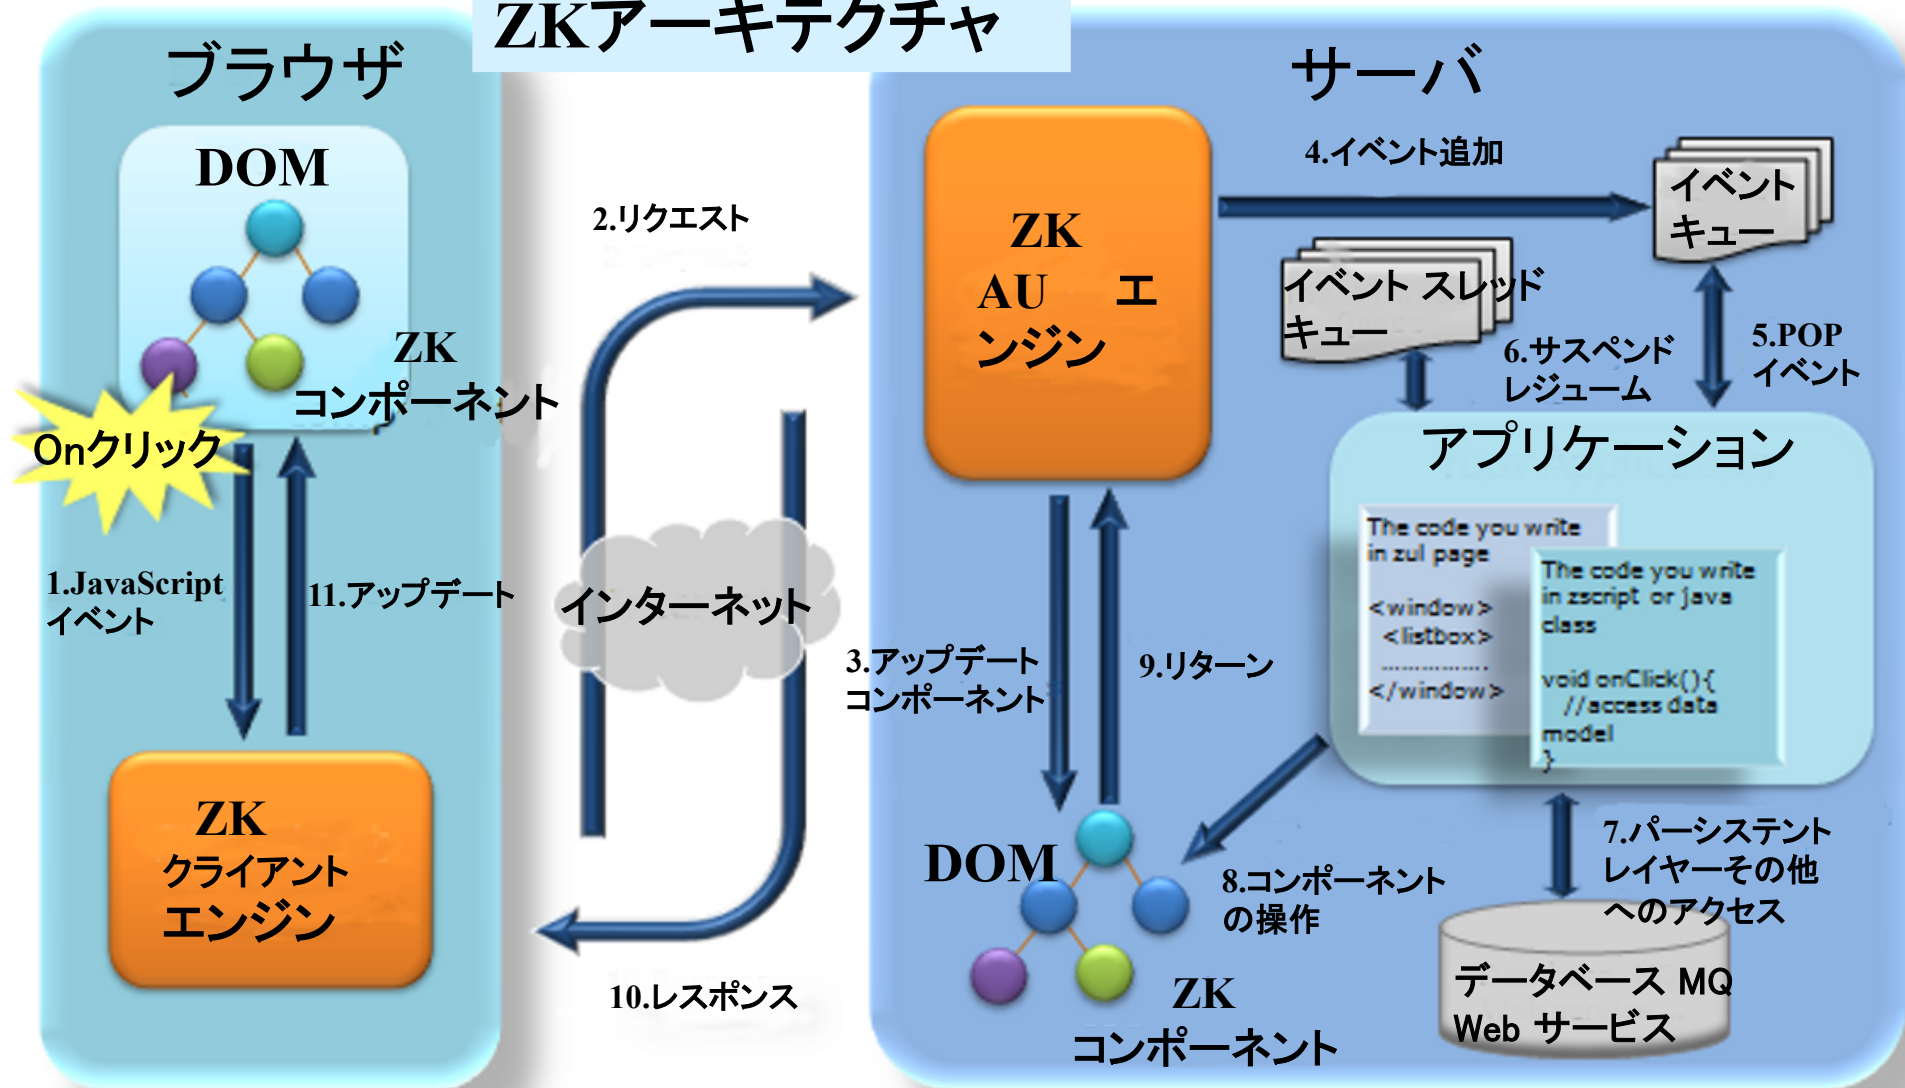 ZKアーキテクチャ
ブラウザ
DOM
ZK
コンポーネント
Onクリック
1.JavaScript
イベント
11.アップデート
ZK
クライアント
エンジン
2.リクエスト
インターネット
10.レスポンス
サーバ
ZK
AU エ
ンジン
4.イベント追加
イベント
キュー
イベント スレッド
キュー
6.サスペンド
レジューム
5.POP
イベント
アプリケーション
The code you write
in zul page
<window>
<listbox>
................
</window>
The code you write
in zscript or java
class
void onClick(){
//access data
model
}
3.アップデート
コンポーネント
9.リターン
DOM
ZK
コンポーネント
8.コンポーネント
の操作
7.パーシステント
レイヤーその他
へのアクセス
データベース MQ
Web サービス